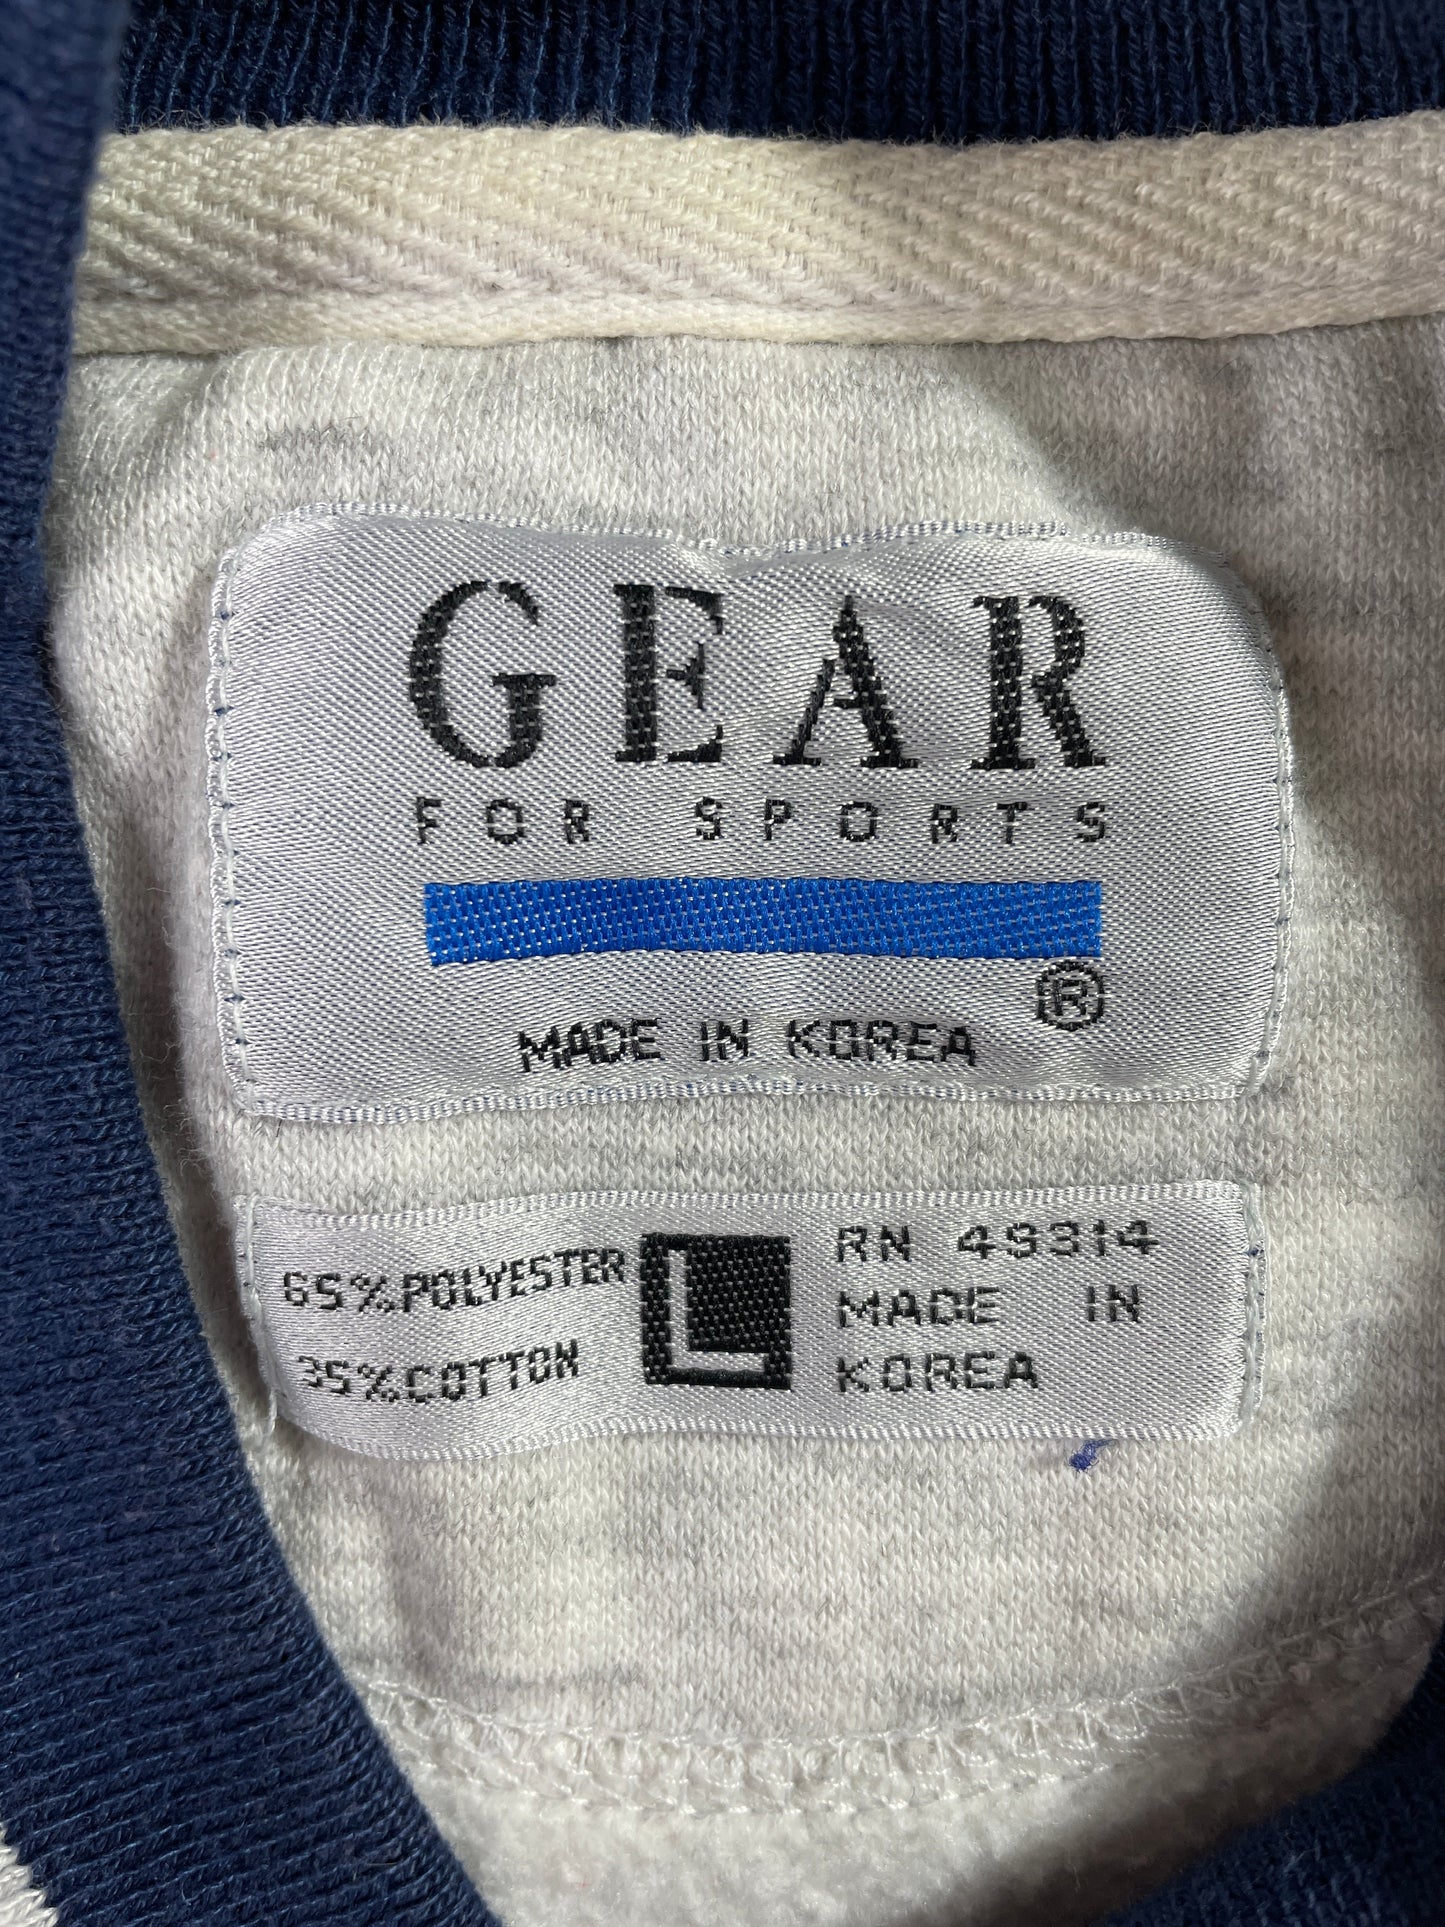 GEAR
FOR SPORTS
®
MADE IN KOREA
65% POLYESTER
35% COTTON
L
RN 49314
MADE IN
KOREA